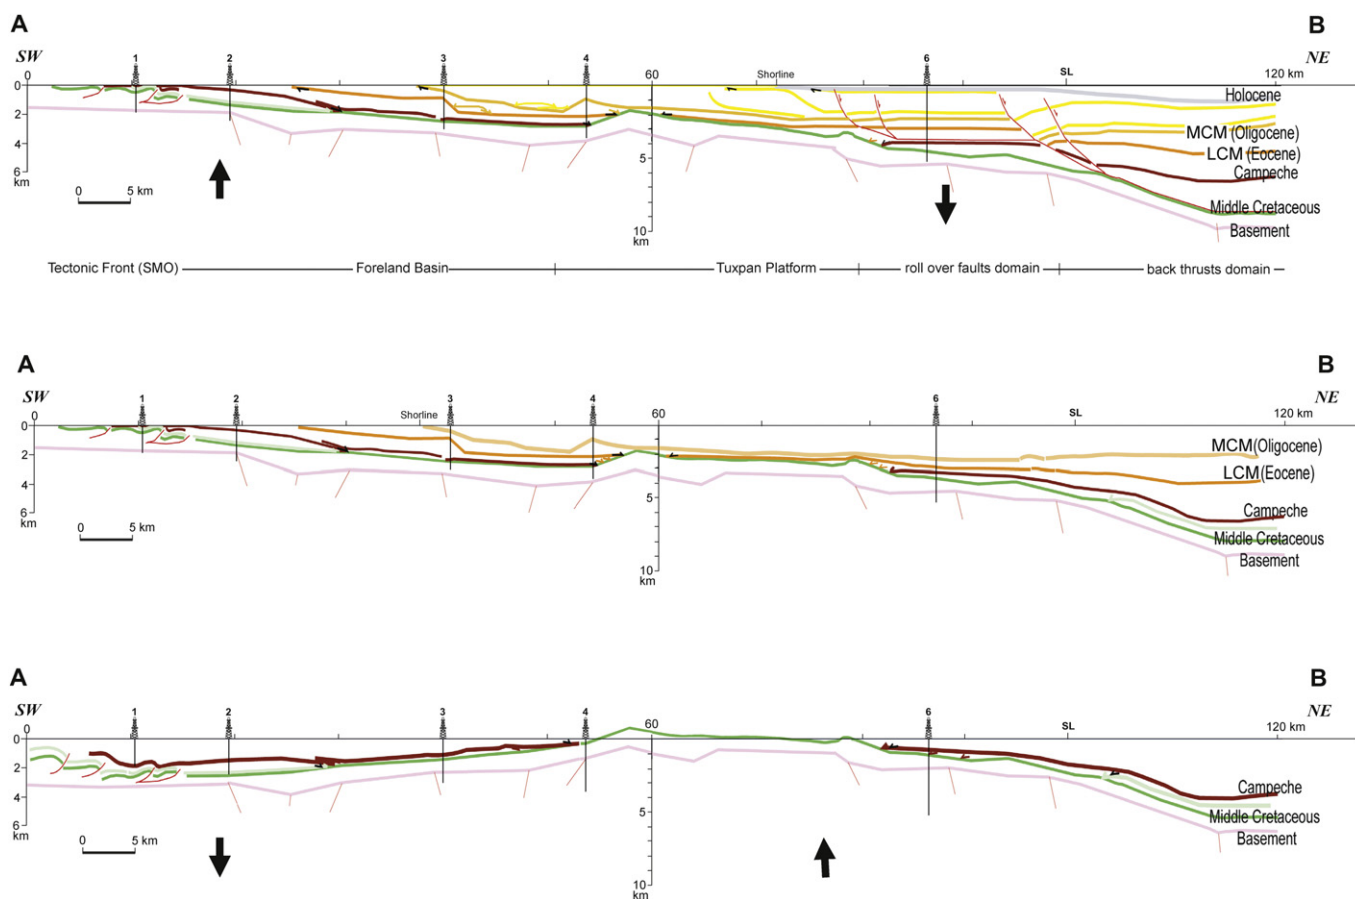 A B
SW NE
1 2 3 4 6
0 60 Shorline SL 120 km
0
2
4
6
km
5
10
km
0 5 km
Holocene
MCM (Oligocene)
LCM (Eocene)
Campeche
Middle Cretaceous
Basement
Tectonic Front (SMO) Foreland Basin Tuxpan Platform roll over faults domain back thrusts domain
A B
SW NE
1 2 3 4 6
0 Shorline 60 SL 120 km
0
2
4
6
km
5
10
km
0 5 km
MCM (Oligocene)
LCM (Eocene)
Campeche
Middle Cretaceous
Basement
A B
SW NE
1 2 3 4 6
0 60 SL 120 km
0
2
4
6
km
5
10
km
0 5 km
Campeche
Middle Cretaceous
Basement